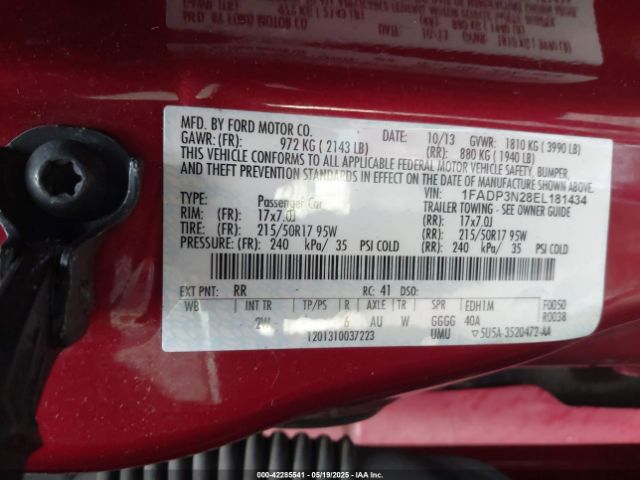 MFD. BY FORD MOTOR CO.
DATE: 10/13 GVWR: 1810 KG ( 3990 LB)
GAWR: (FR): 972 KG ( 2143 LB) (RR): 880 KG ( 1940 LB)
THIS VEHICLE CONFORMS TO ALL APPLICABLE FEDERAL MOTOR VEHICLE SAFETY, BUMPER,
AND THEFT PREVENTION STANDARDS IN EFFECT ON THE DATE OF MANUFACTURE SHOWN ABOVE.
VIN: 1FADP3N28EL181434
TYPE: Passenger Car TRAILER TOWING - SEE OWNER GUIDE
RIM: (FR): 17x7.0J (RR): 17x7.0J
TIRE: (FR): 215/50R17 95W (RR): 215/50R17 95W
PRESSURE: (FR): 240 kPa/ 35 PSI COLD (RR): 240 kPa/ 35 PSI COLD
EXT PNT: RR RC: 41 DSO:
WB INT TR TP/PS R AXLE TR SPR EDH1M F0050
2W 6 AU W GGGG 40A R0038
1201310037223 UMU 5U5A-3520472-AA
000-42285541 - 05/19/2025 - IAAI.com